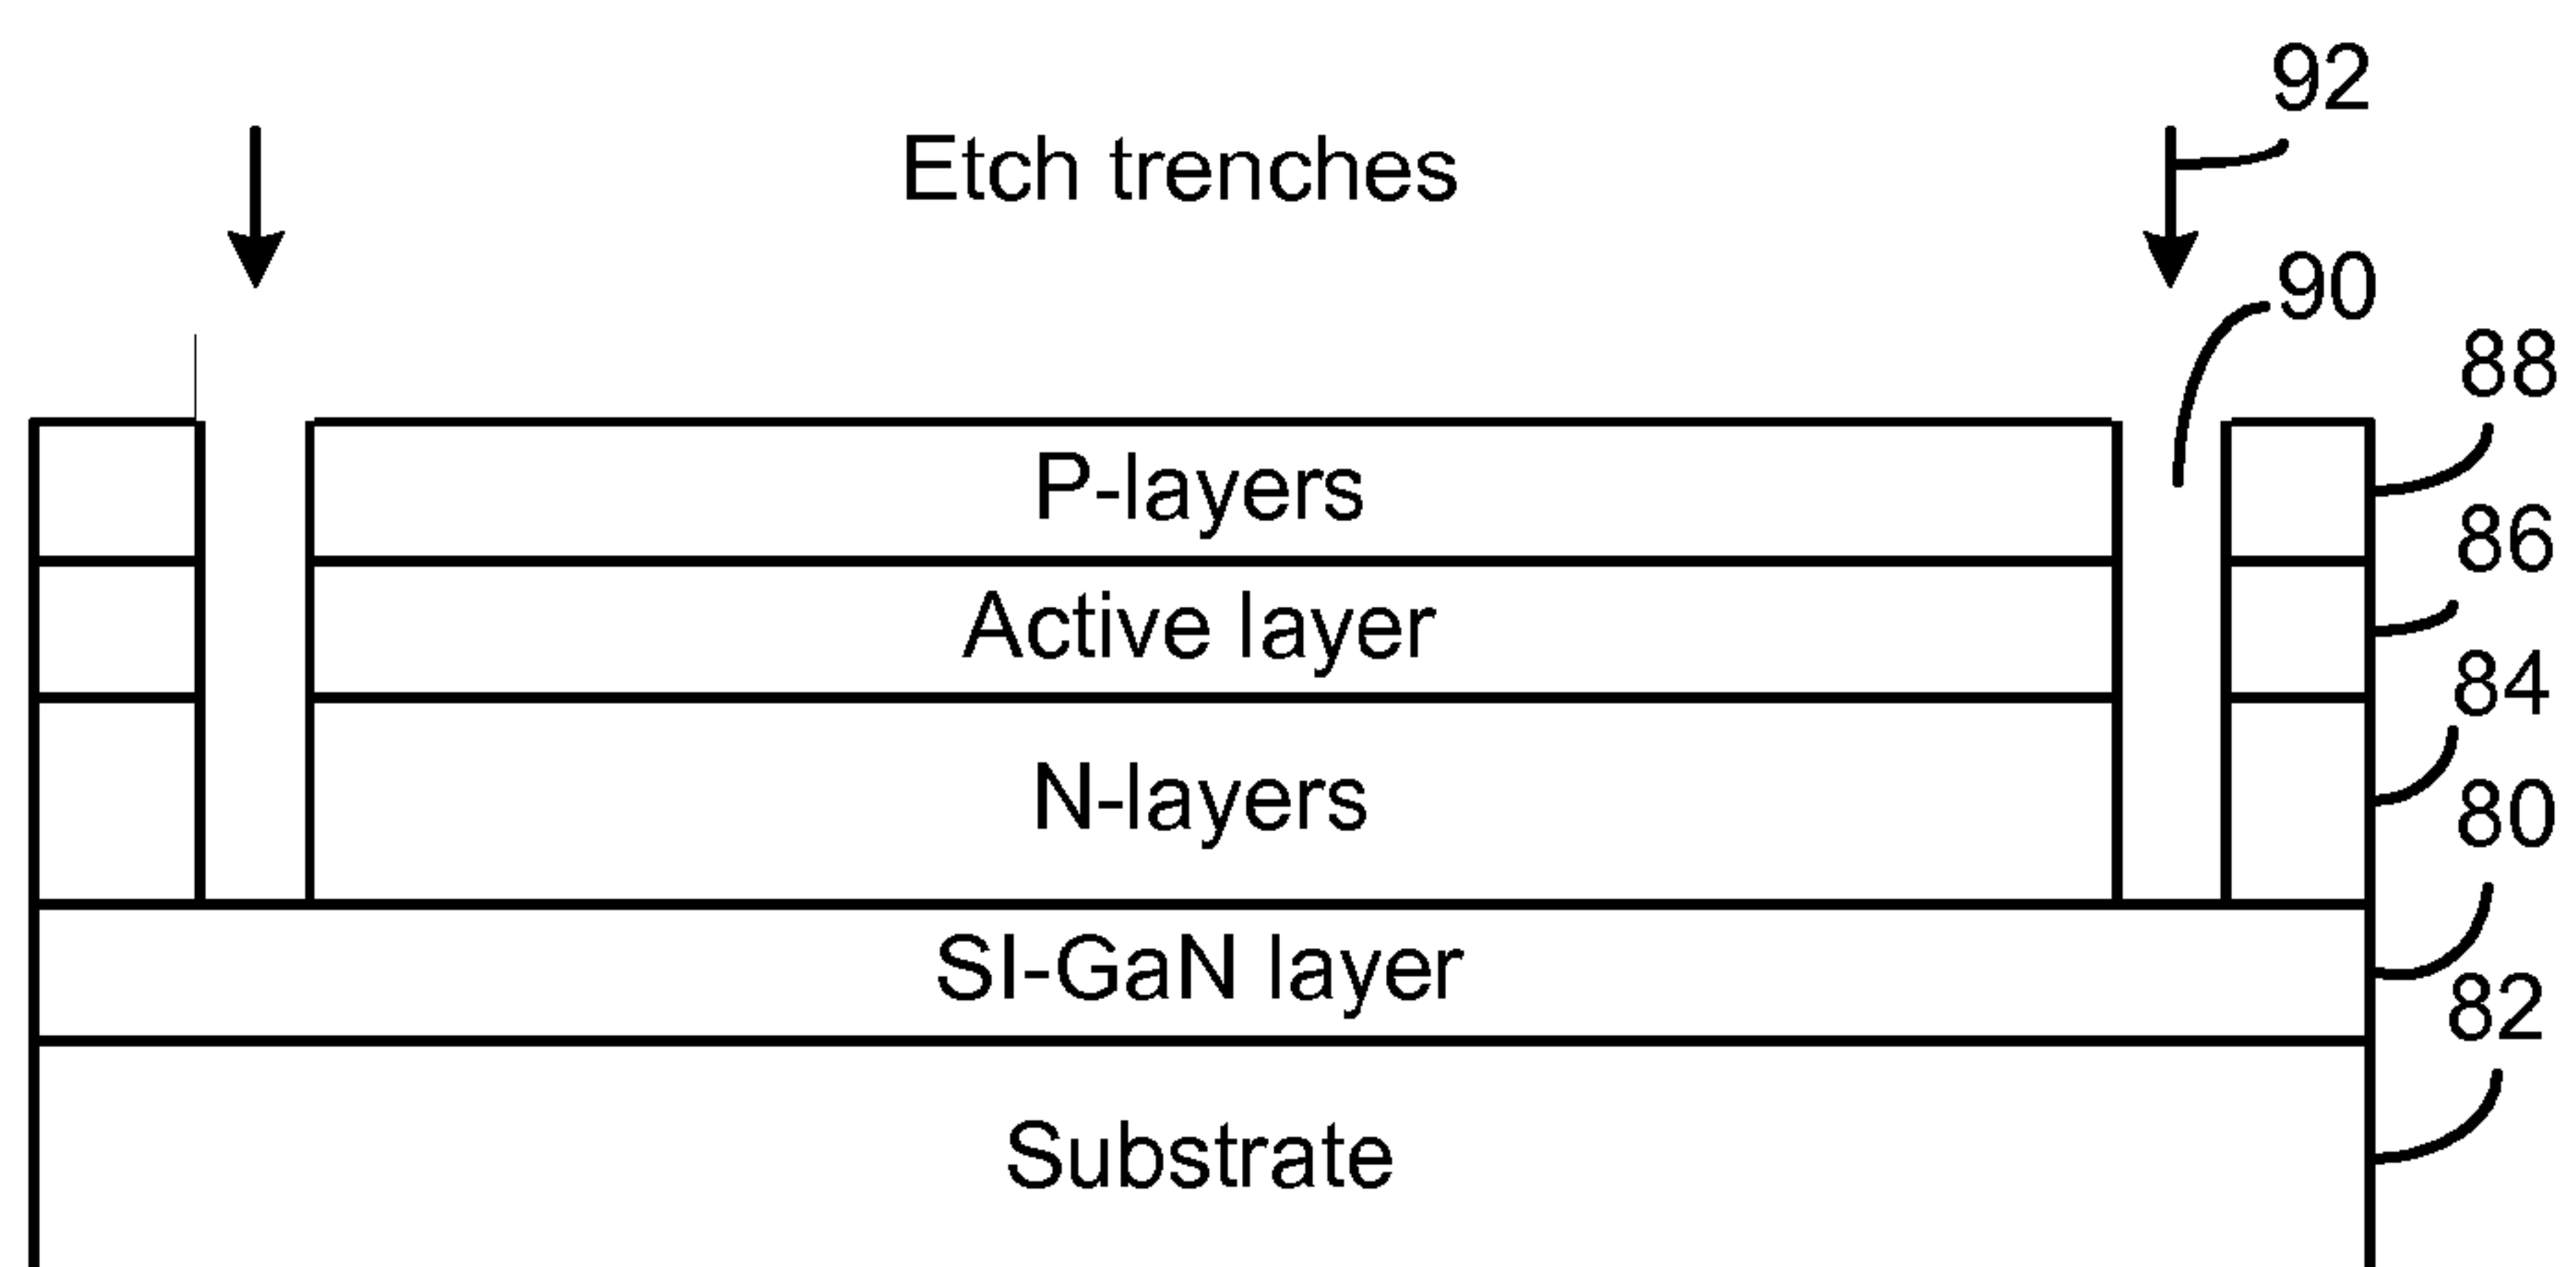 92
Etch trenches
90
88
P-layers
86
Active layer
84
N-layers
80
SI-GaN layer
82
Substrate